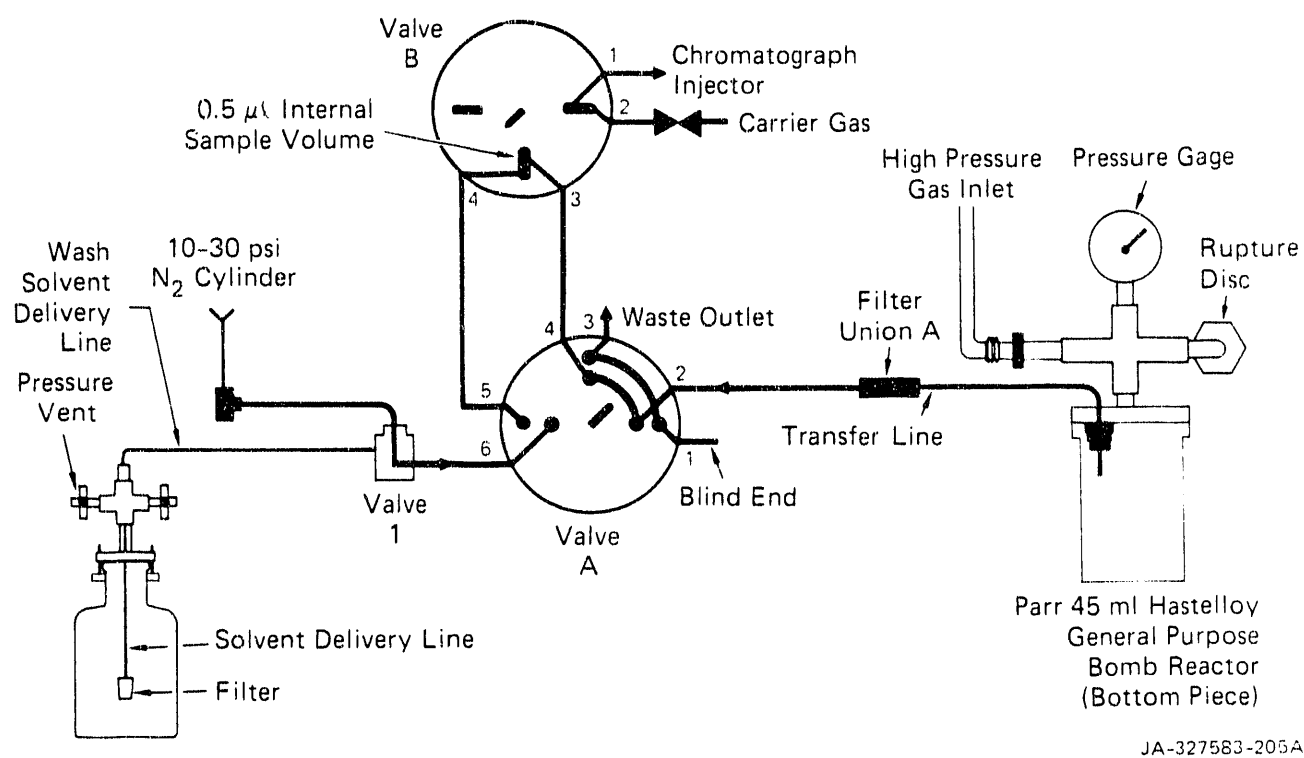 Valve
B
1
Chromatograph
Injector
2
Carrier Gas
0.5 µℓ Internal
Sample Volume
4
3
High Pressure
Gas Inlet
Pressure Gage
Rupture
Disc
Wash
Solvent
Delivery
Line
10-30 psi
N₂ Cylinder
Pressure
Vent
4
3
Waste Outlet
Filter
Union A
5
2
Transfer Line
6
1
Blind End
Valve
1
Valve
A
Parr 45 ml Hastelloy
General Purpose
Bomb Reactor
(Bottom Piece)
Solvent Delivery Line
Filter
JA-327583-205A